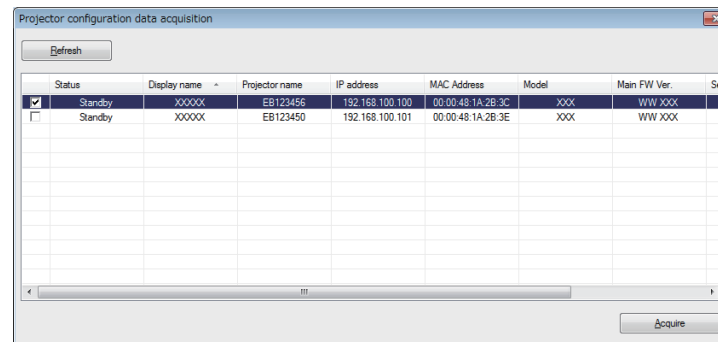 Projector configuration data acquisition
Refresh
Status Display name Projector name IP address MAC Address Model Main FW Ver.
Standby XXXXX EB123456 192.168.100.100 00:00:48:1A:2B:3C XXX WW XXX
Standby XXXXX EB123450 192.168.100.101 00:00:48:1A:2B:3E XXX WW XXX
Acquire